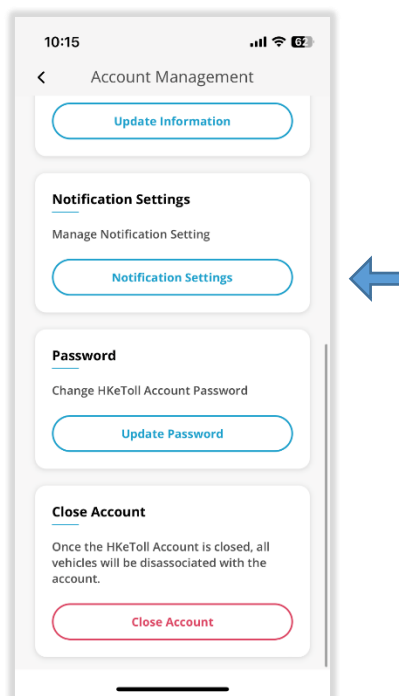 10:15
62
Account Management
Update Information
Notification Settings
Manage Notification Setting
Notification Settings
Password
Change HKeToll Account Password
Update Password
Close Account
Once the HKeToll Account is closed, all
vehicles will be disassociated with the
account.
Close Account